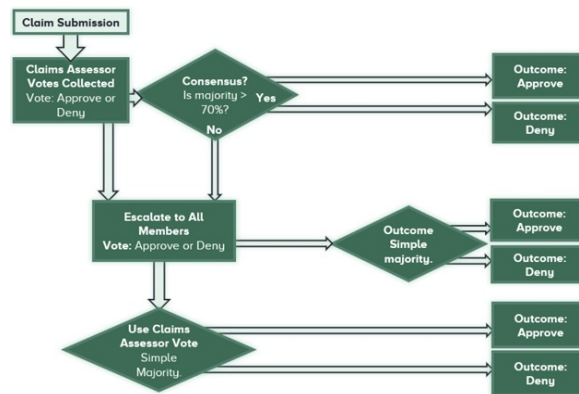 Claim Submission
Claims Assessor
Votes Collected
Vote: Approve or
Deny
Consensus?
Is majority >
70%?
Yes
No
Outcome:
Approve
Outcome:
Deny
Escalate to All
Members
Vote: Approve or Deny
Outcome
Simple
majority.
Outcome:
Approve
Outcome:
Deny
Use Claims
Assessor Vote
Simple
Majority.
Outcome:
Approve
Outcome:
Deny